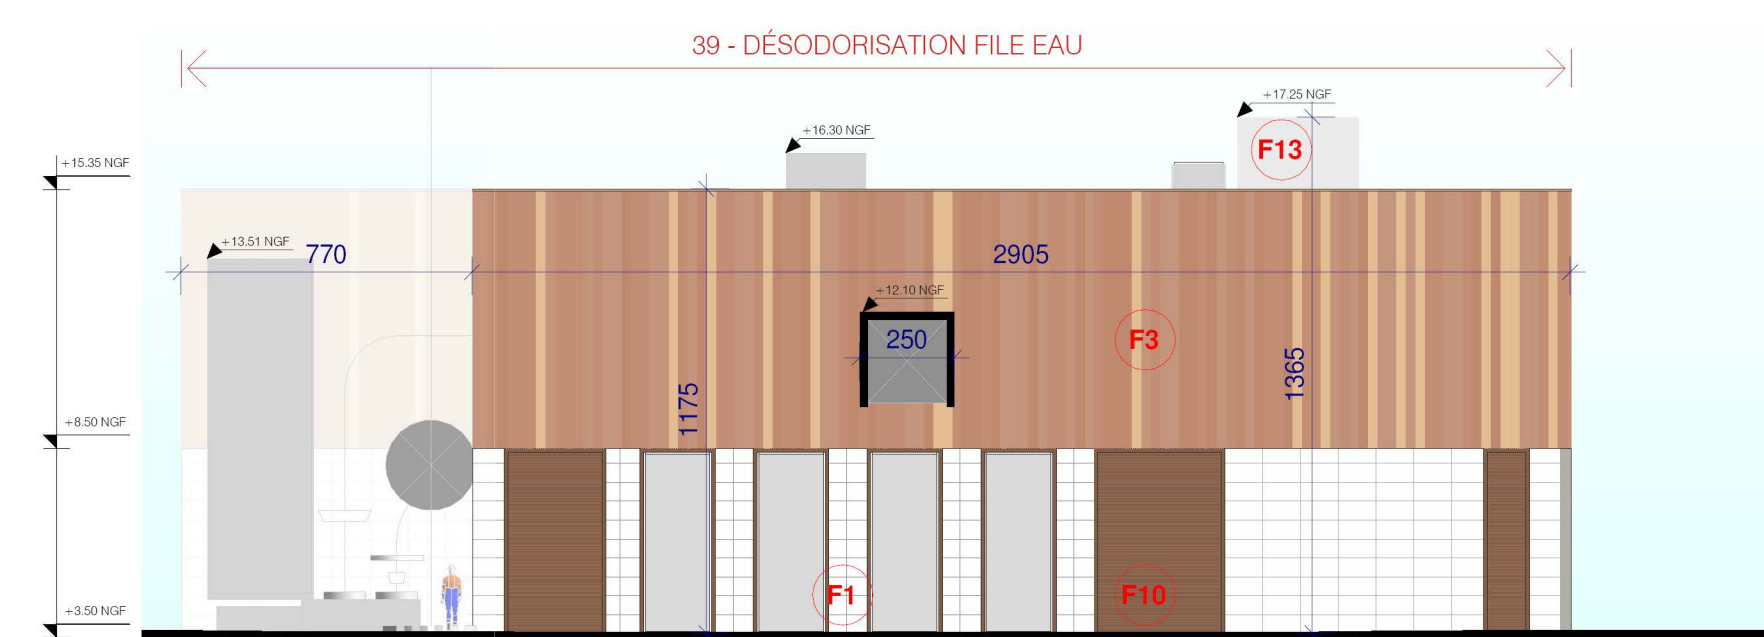 39 - DÉSODORISATION FILE EAU
+17.25 NGF
+16.30 NGF
F13
+15.35 NGF
+13.51 NGF
770
2905
+12.10 NGF
250
F3
1365
1175
+8.50 NGF
F1
F10
+3.50 NGF